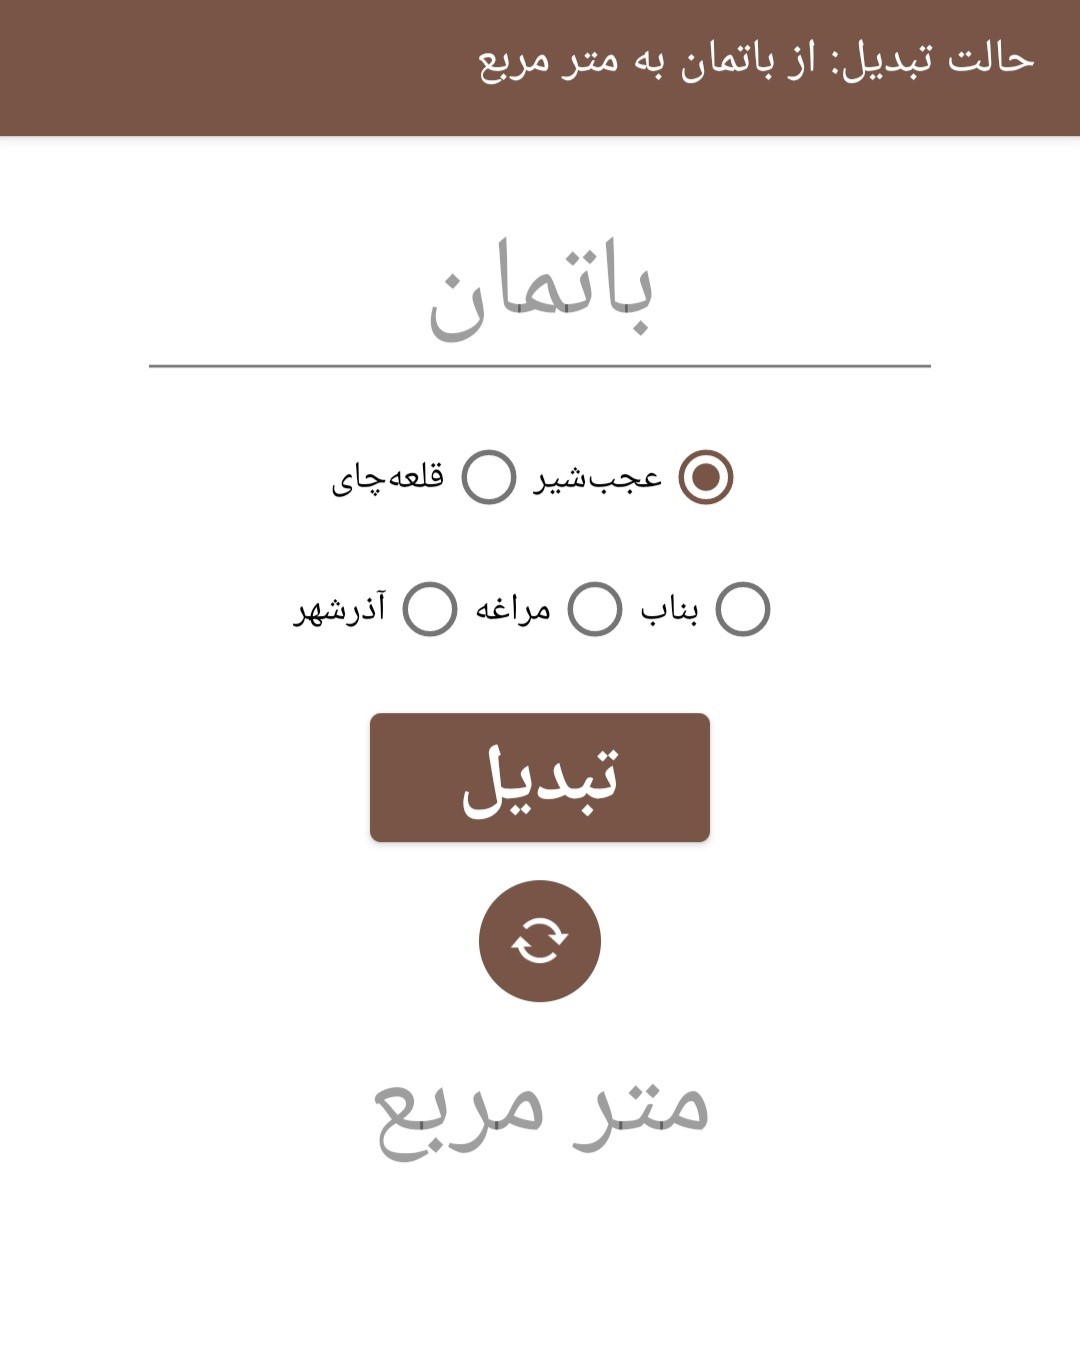 حالت تبدیل: از باتمان به متر مربع
باتمان
عجب‌شیر قلعه‌چای
بناب مراغه آذرشهر
تبدیل
متر مربع